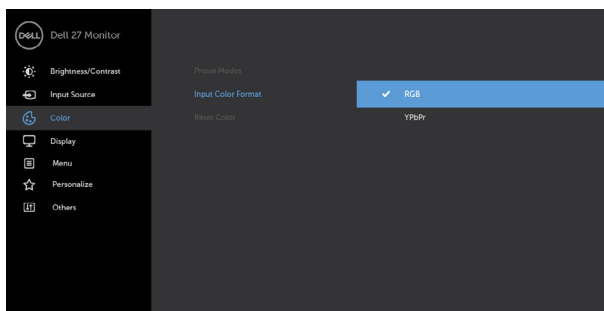 DELL Dell 27 Monitor
Brightness/Contrast
Input Source
Color
Display
Menu
Personalize
Others
Preset Modes
Input Color Format
Reset Color
RGB
YPbPr